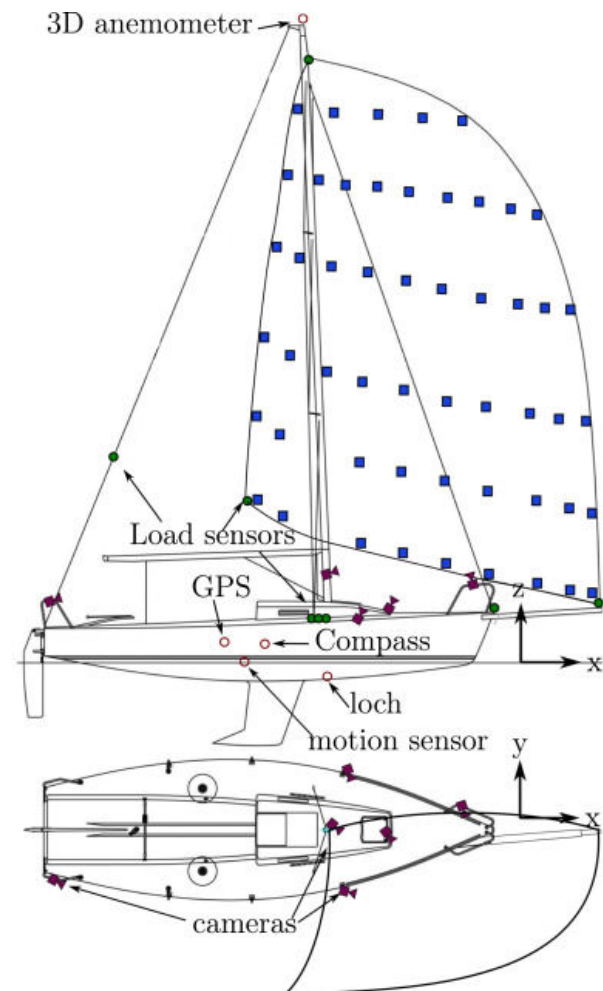 3D anemometer
Load sensors
GPS
Compass
z
x
loch
motion sensor
y
x
cameras